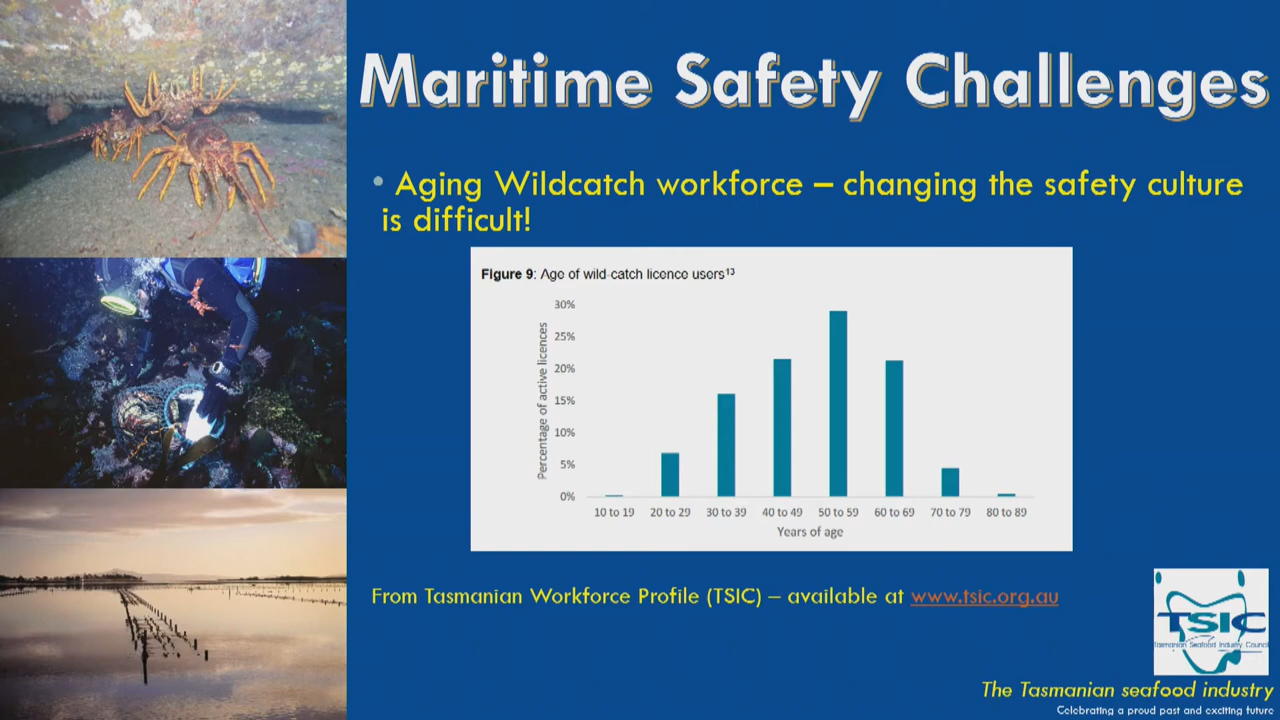 Maritime Safety Challenges
• Aging Wildcatch workforce – changing the safety culture
is difficult!
Figure 9: Age of wild-catch licence users13
Percentage of active licences
30%
25%
20%
15%
10%
5%
0%
10 to 19 20 to 29 30 to 39 40 to 49 50 to 59 60 to 69 70 to 79 80 to 89
Years of age
From Tasmanian Workforce Profile (TSIC) – available at www.tsic.org.au
TSIC
Tasmanian Seafood Industry Council
The Tasmanian seafood industry
Celebrating a proud past and exciting future